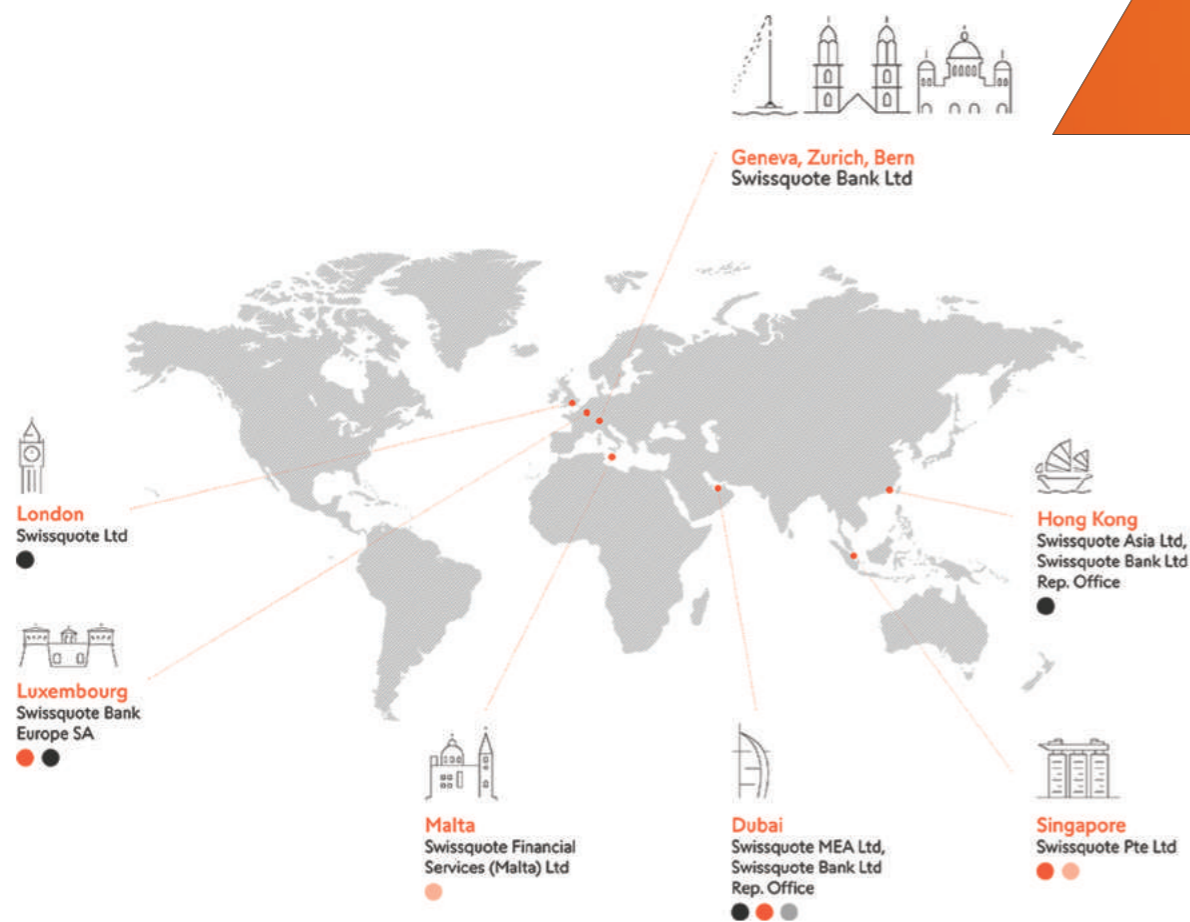 Geneva, Zurich, Bern
Swissquote Bank Ltd
London
Swissquote Ltd
Hong Kong
Swissquote Asia Ltd,
Swissquote Bank Ltd
Rep. Office
Luxembourg
Swissquote Bank
Europe SA
Malta
Swissquote Financial
Services (Malta) Ltd
Dubai
Swissquote MEA Ltd,
Swissquote Bank Ltd
Rep. Office
Singapore
Swissquote Pte Ltd